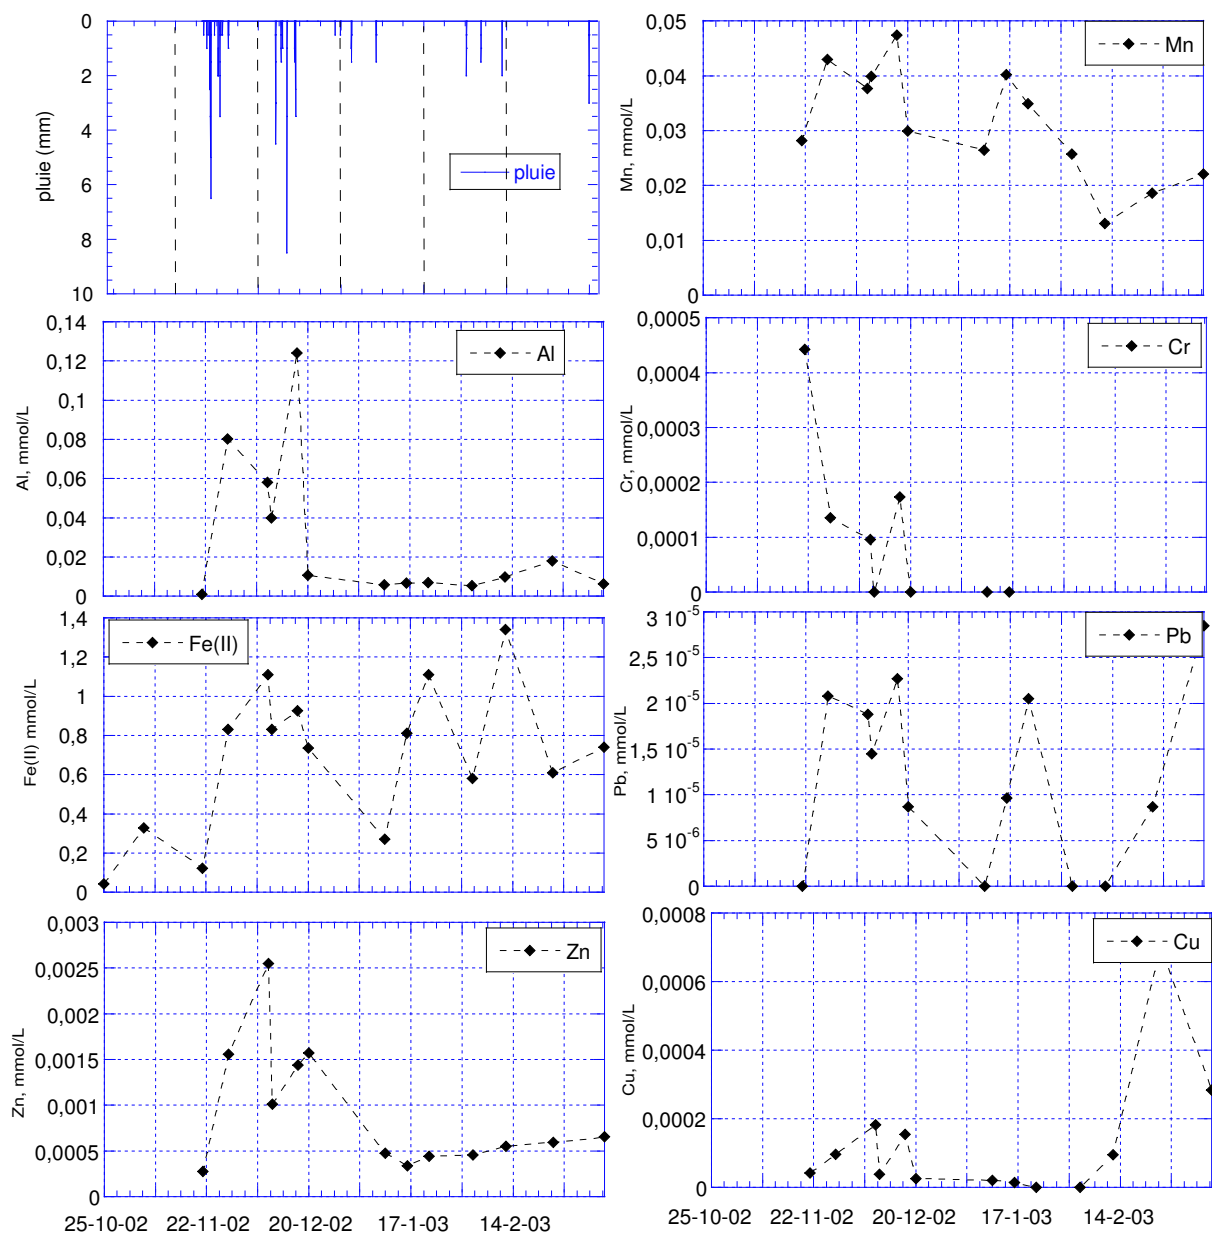 0
2
4
6
8
10
pluie (mm)
pluie
0,05
0,04
0,03
0,02
0,01
0
Mn, mmol/L
Mn
0,14
0,12
0,1
0,08
0,06
0,04
0,02
0
Al, mmol/L
Al
0,0005
0,0004
0,0003
0,0002
0,0001
0
Cr, mmol/L
Cr
1,4
1,2
1
0,8
0,6
0,4
0,2
0
Fe(II) mmol/L
Fe(II)
3 10-5
2,5 10-5
2 10-5
1,5 10-5
1 10-5
5 10-6
0
Pb, mmol/L
Pb
0,003
0,0025
0,002
0,0015
0,001
0,0005
0
Zn, mmol/L
Zn
25-10-02 22-11-02 20-12-02 17-1-03 14-2-03
0,0008
0,0006
0,0004
0,0002
0
Cu, mmol/L
Cu
25-10-02 22-11-02 20-12-02 17-1-03 14-2-03